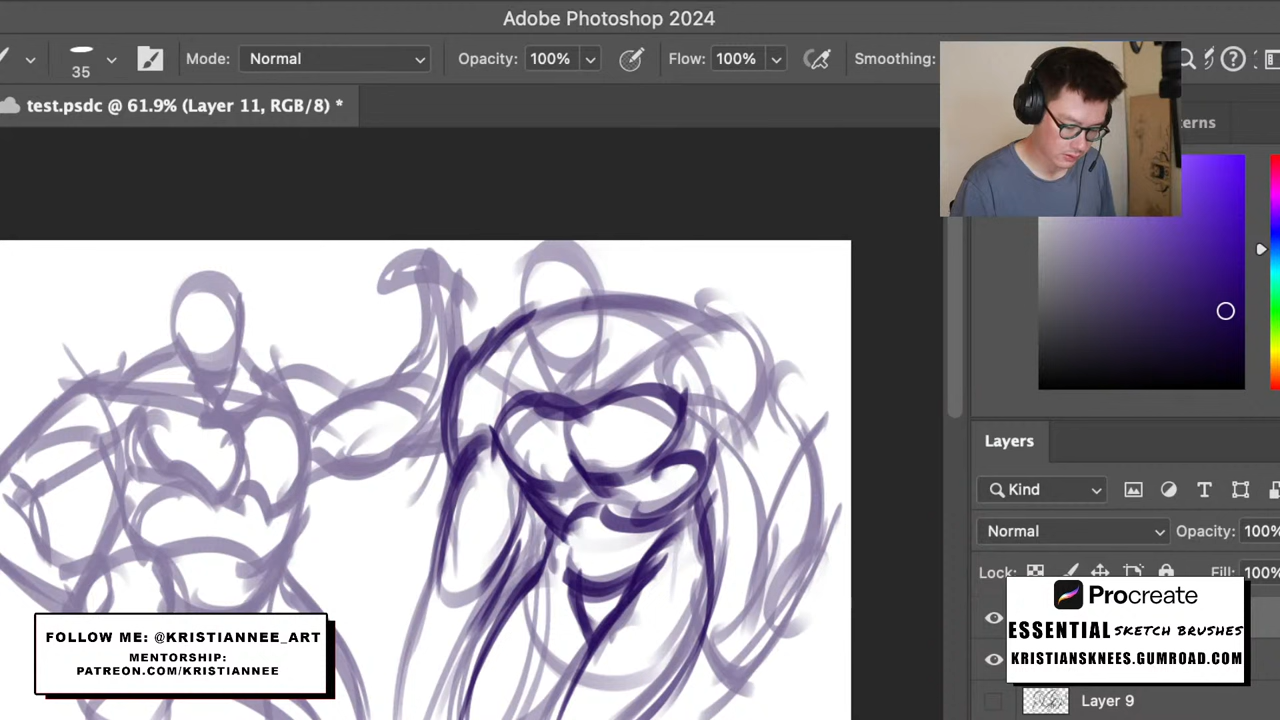 Adobe Photoshop 2024
35
Mode: Normal
Opacity: 100%
Flow: 100%
Smoothing:
test.psdc @ 61.9% (Layer 11, RGB/8) *
terns
Layers
Kind
Normal
Opacity: 100%
Lock:
Fill: 100%
FOLLOW ME: @KRISTIANNEE_ART
MENTORSHIP:
PATREON.COM/KRISTIANNEE
Procreate
ESSENTIAL SKETCH BRUSHES
KRISTIANSKNEES.GUMROAD.COM
Layer 9